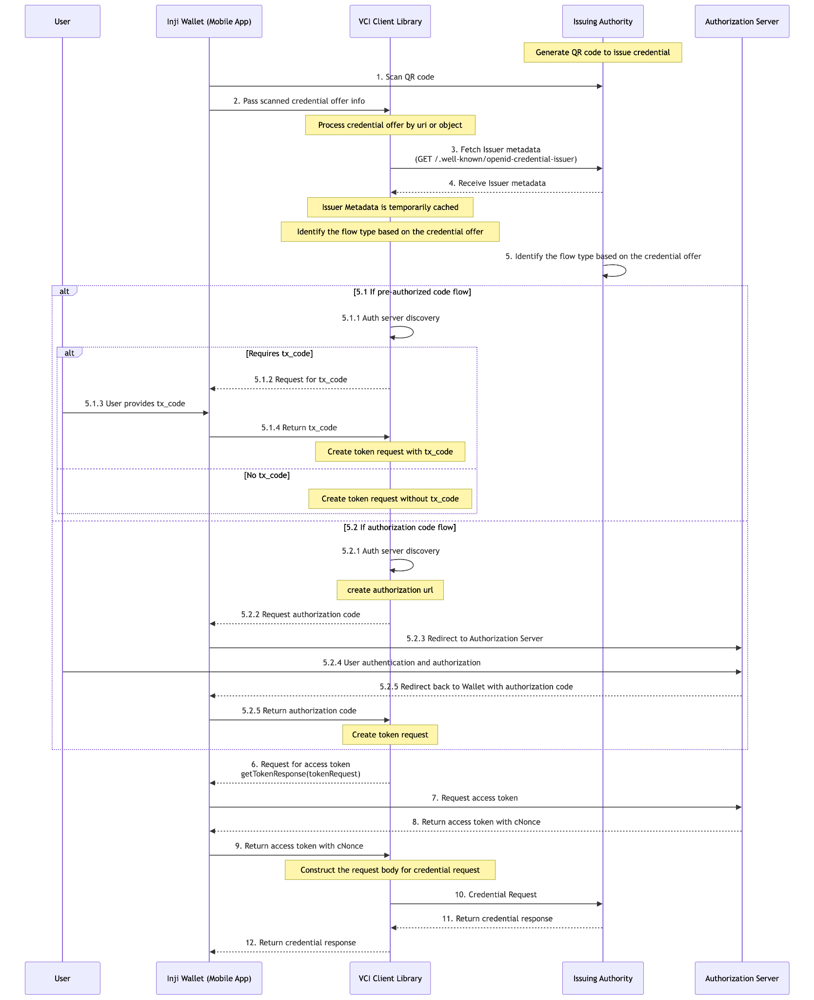 User
Inji Wallet (Mobile App)
VCI Client Library
Issuing Authority
Authorization Server
Generate QR code to issue credential
1. Scan QR code
2. Pass scanned credential offer info
Process credential offer by uri or object
3. Fetch Issuer metadata
(GET /.well-known/openid-credential-issuer)
4. Receive Issuer metadata
Issuer Metadata is temporarily cached
Identify the flow type based on the credential offer
5. Identify the flow type based on the credential offer
alt
[5.1 If pre-authorized code flow]
5.1.1 Auth server discovery
alt
[Requires tx_code]
5.1.2 Request for tx_code
5.1.3 User provides tx_code
5.1.4 Return tx_code
Create token request with tx_code
[No tx_code]
Create token request without tx_code
[5.2 If authorization code flow]
5.2.1 Auth server discovery
create authorization url
5.2.2 Request authorization code
5.2.3 Redirect to Authorization Server
5.2.4 User authentication and authorization
5.2.5 Redirect back to Wallet with authorization code
5.2.5 Return authorization code
Create token request
6. Request for access token
getTokenResponse(tokenRequest)
7. Request access token
8. Return access token with cNonce
9. Return access token with cNonce
Construct the request body for credential request
10. Credential Request
11. Return credential response
12. Return credential response
User
Inji Wallet (Mobile App)
VCI Client Library
Issuing Authority
Authorization Server